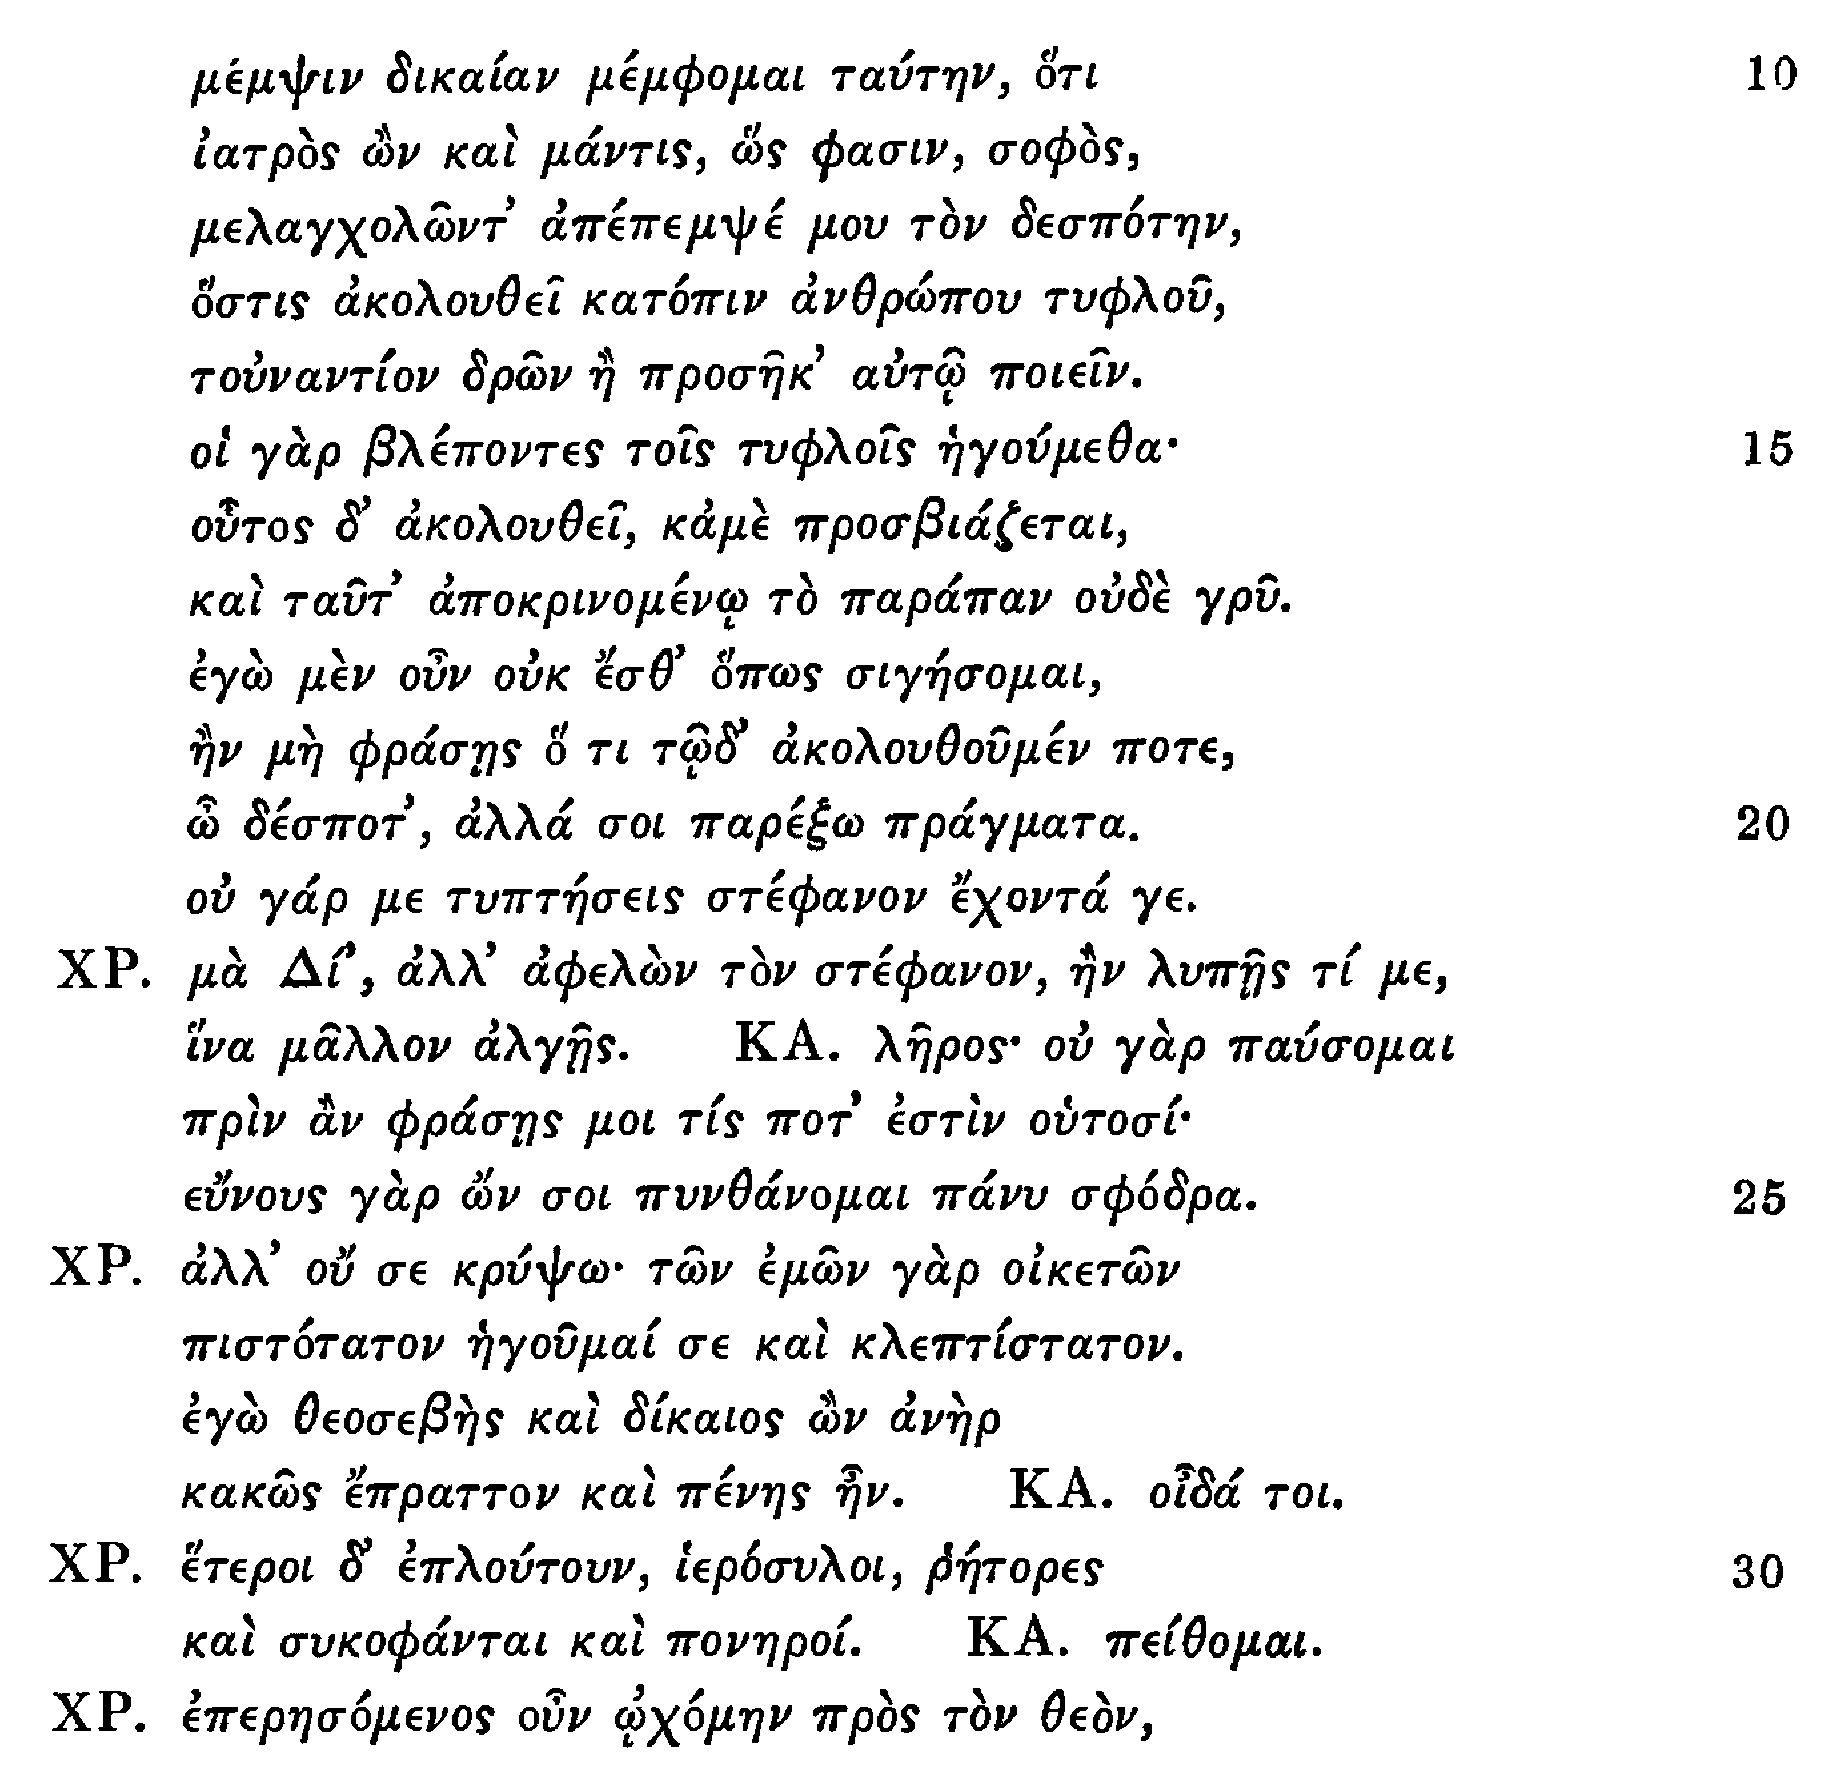 μέμψιν δικαίαν μέμφομαι ταύτην, ὅτι 10
ἰατρὸς ὢν καὶ μάντις, ὥς φασιν, σοφὸς,
μελαγχολῶντ’ ἀπέπεμψέ μου τὸν δεσπότην,
ὅστις ἀκολουθεῖ κατόπιν ἀνθρώπου τυφλοῦ,
τοὐναντίον δρῶν ἢ προσῆκ’ αὐτῷ ποιεῖν.
οἱ γὰρ βλέποντες τοῖς τυφλοῖς ἡγούμεθα· 15
οὗτος δ’ ἀκολουθεῖ, κἀμὲ προσβιάζεται,
καὶ ταῦτ’ ἀποκρινομένῳ τὸ παράπαν οὐδὲ γρῦ.
ἐγὼ μὲν οὖν οὐκ ἔσθ’ ὅπως σιγήσομαι,
ἢν μὴ φράσῃς ὅ τι τῷδ’ ἀκολουθοῦμέν ποτε,
ὦ δέσποτ’, ἀλλά σοι παρέξω πράγματα. 20
οὐ γάρ με τυπτήσεις στέφανον ἔχοντά γε.
ΧΡ. μὰ Δί’, ἀλλ’ ἀφελὼν τὸν στέφανον, ἢν λυπῇς τί με,
ἵνα μᾶλλον ἀλγῇς. ΚΑ. λῆρος· οὐ γὰρ παύσομαι
πρὶν ἂν φράσῃς μοι τίς ποτ’ ἐστὶν οὑτοσί·
εὔνους γὰρ ὤν σοι πυνθάνομαι πάνυ σφόδρα. 25
ΧΡ. ἀλλ’ οὔ σε κρύψω· τῶν ἐμῶν γὰρ οἰκετῶν
πιστότατον ἡγοῦμαί σε καὶ κλεπτίστατον.
ἐγὼ θεοσεβὴς καὶ δίκαιος ὢν ἀνὴρ
κακῶς ἔπραττον καὶ πένης ἦν. ΚΑ. οἶδά τοι.
ΧΡ. ἕτεροι δ’ ἐπλούτουν, ἱερόσυλοι, ῥήτορες 30
καὶ συκοφάνται καὶ πονηροί. ΚΑ. πείθομαι.
ΧΡ. ἐπερησόμενος οὖν ᾠχόμην πρὸς τὸν θεὸν,